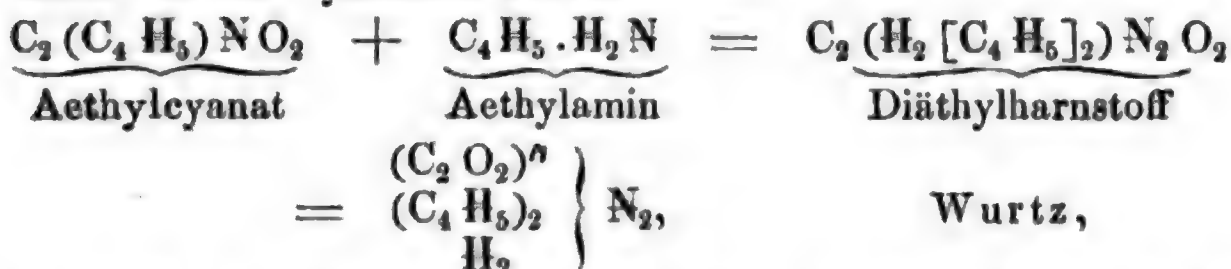 C₂ (C₄ H₅) N O₂ + C₄ H₅ . H₂ N = C₂ (H₂ [C₄ H₅]₂) N₂ O₂
Aethylcyanat Aethylamin Diäthylharnstoff
(C₂ O₂)″
= (C₄ H₅)₂ } N₂, Wurtz,
H₂